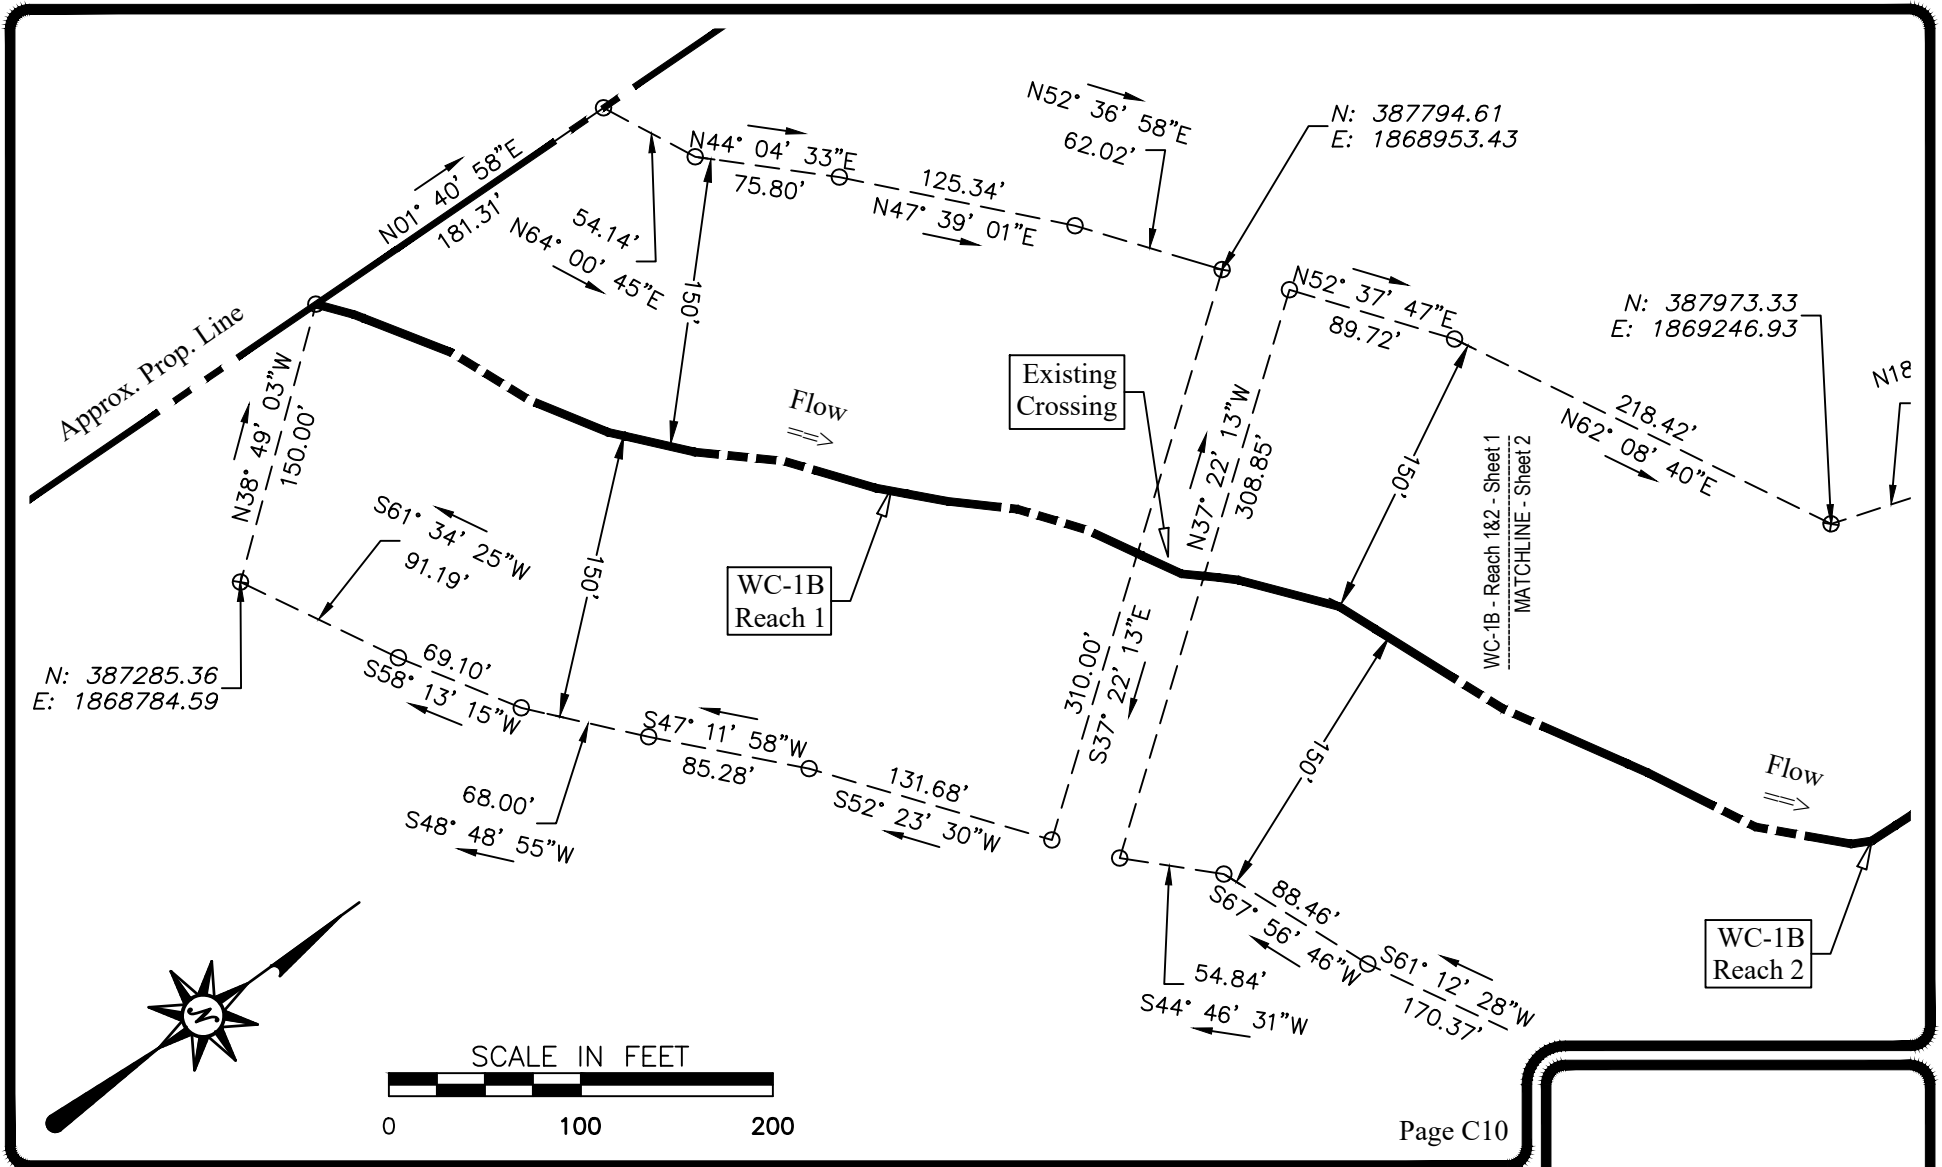 N52° 36' 58"E
62.02'
N: 387794.61
E: 1868953.43
N01° 40' 58"E
181.31'
N44° 04' 33"E
75.80'
125.34'
N47° 39' 01"E
54.14'
N64° 00' 45"E
150'
Approx. Prop. Line
N52° 37' 47"E
89.72'
N: 387973.33
E: 1869246.93
N18
N38° 49' 03"W
150.00'
Flow
Existing
Crossing
N37° 22' 13"W
308.85'
150'
218.42'
N62° 08' 40"E
WC-1B - Reach 1&2 - Sheet 1
MATCHLINE - Sheet 2
S61° 34' 25"W
91.19'
150'
WC-1B
Reach 1
310.00'
S37° 22' 13"E
N: 387285.36
E: 1868784.59
69.10'
S58° 13' 15"W
S47° 11' 58"W
85.28'
68.00'
S48° 48' 55"W
131.68'
S52° 23' 30"W
150'
Flow
88.46'
S67° 56' 46"W
54.84'
S44° 46' 31"W
S61° 12' 28"W
170.37'
WC-1B
Reach 2
N
SCALE IN FEET
0 100 200
Page C10